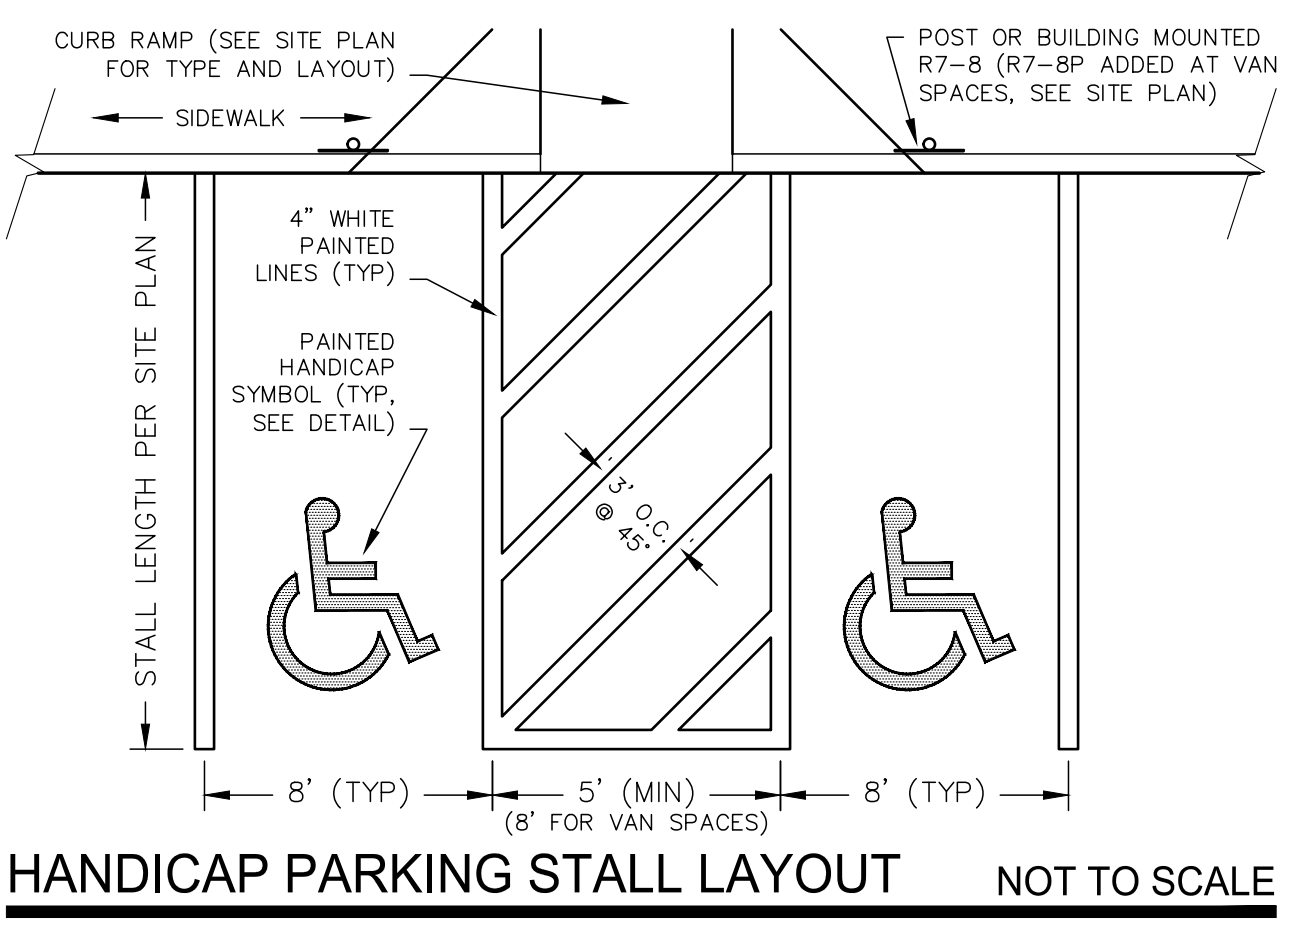 CURB RAMP (SEE SITE PLAN
FOR TYPE AND LAYOUT)
POST OR BUILDING MOUNTED
R7-8 (R7-8P ADDED AT VAN
SPACES, SEE SITE PLAN)
SIDEWALK
4" WHITE
PAINTED
LINES (TYP)
PAINTED
HANDICAP
SYMBOL (TYP,
SEE DETAIL)
STALL LENGTH PER SITE PLAN
3' O.C.
@ 45°
8' (TYP)
5' (MIN)
(8' FOR VAN SPACES)
8' (TYP)
HANDICAP PARKING STALL LAYOUT
NOT TO SCALE